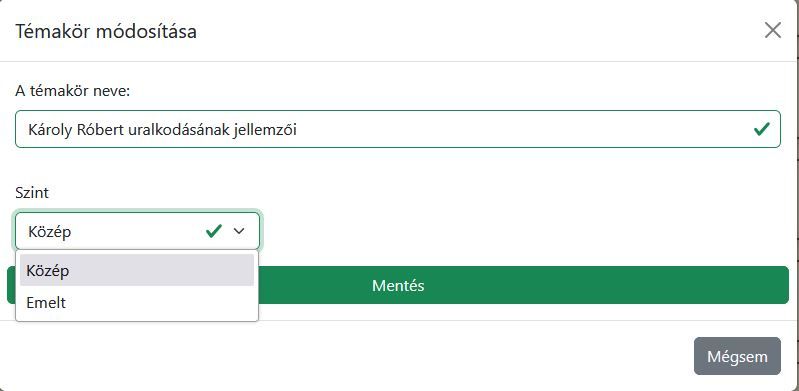 Témakör módosítása
A témakör neve:
Károly Róbert uralkodásának jellemzői
Szint
Közép
Közép
Emelt
Mentés
Mégsem